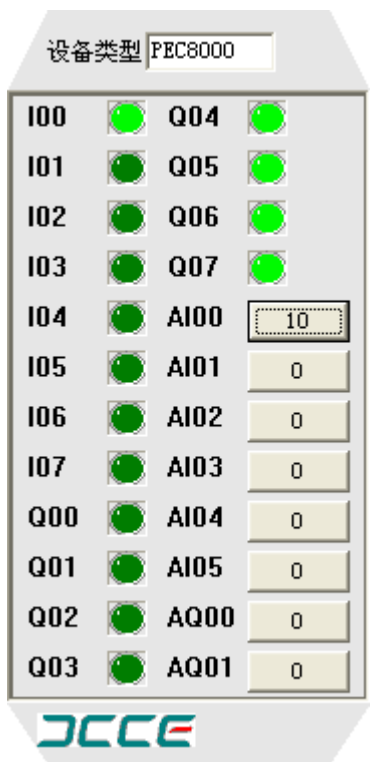 设备类型 PEC8000
I00 Q04
I01 Q05
I02 Q06
I03 Q07
I04 AI00 10
I05 AI01 0
I06 AI02 0
I07 AI03 0
Q00 AI04 0
Q01 AI05 0
Q02 AQ00 0
Q03 AQ01 0
DCCE